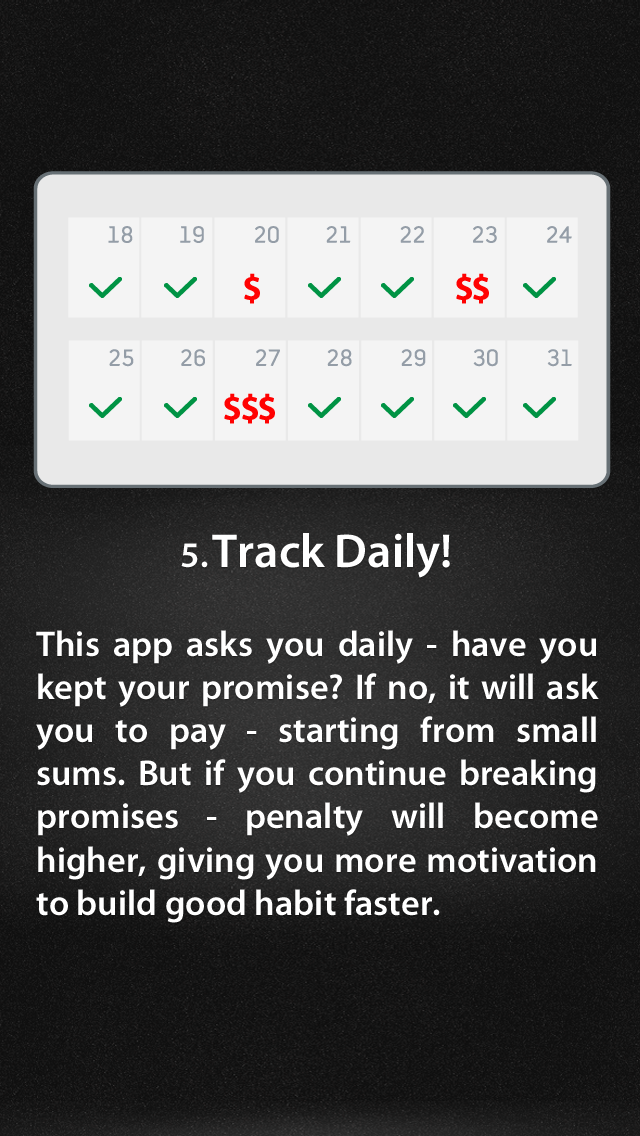 18 19 20 21 22 23 24
$ $$
25 26 27 28 29 30 31
$$$
5. Track Daily!
This app asks you daily - have you
kept your promise? If no, it will ask
you to pay - starting from small
sums. But if you continue breaking
promises - penalty will become
higher, giving you more motivation
to build good habit faster.